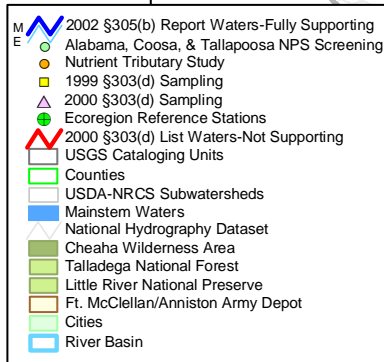 M
E
2002 §305(b) Report Waters-Fully Supporting
Alabama, Coosa, & Tallapoosa NPS Screening
Nutrient Tributary Study
1999 §303(d) Sampling
2000 §303(d) Sampling
Ecoregion Reference Stations
2000 §303(d) List Waters-Not Supporting
USGS Cataloging Units
Counties
USDA-NRCS Subwatersheds
Mainstem Waters
National Hydrography Dataset
Cheaha Wilderness Area
Talladega National Forest
Little River National Preserve
Ft. McClellan/Anniston Army Depot
Cities
River Basin